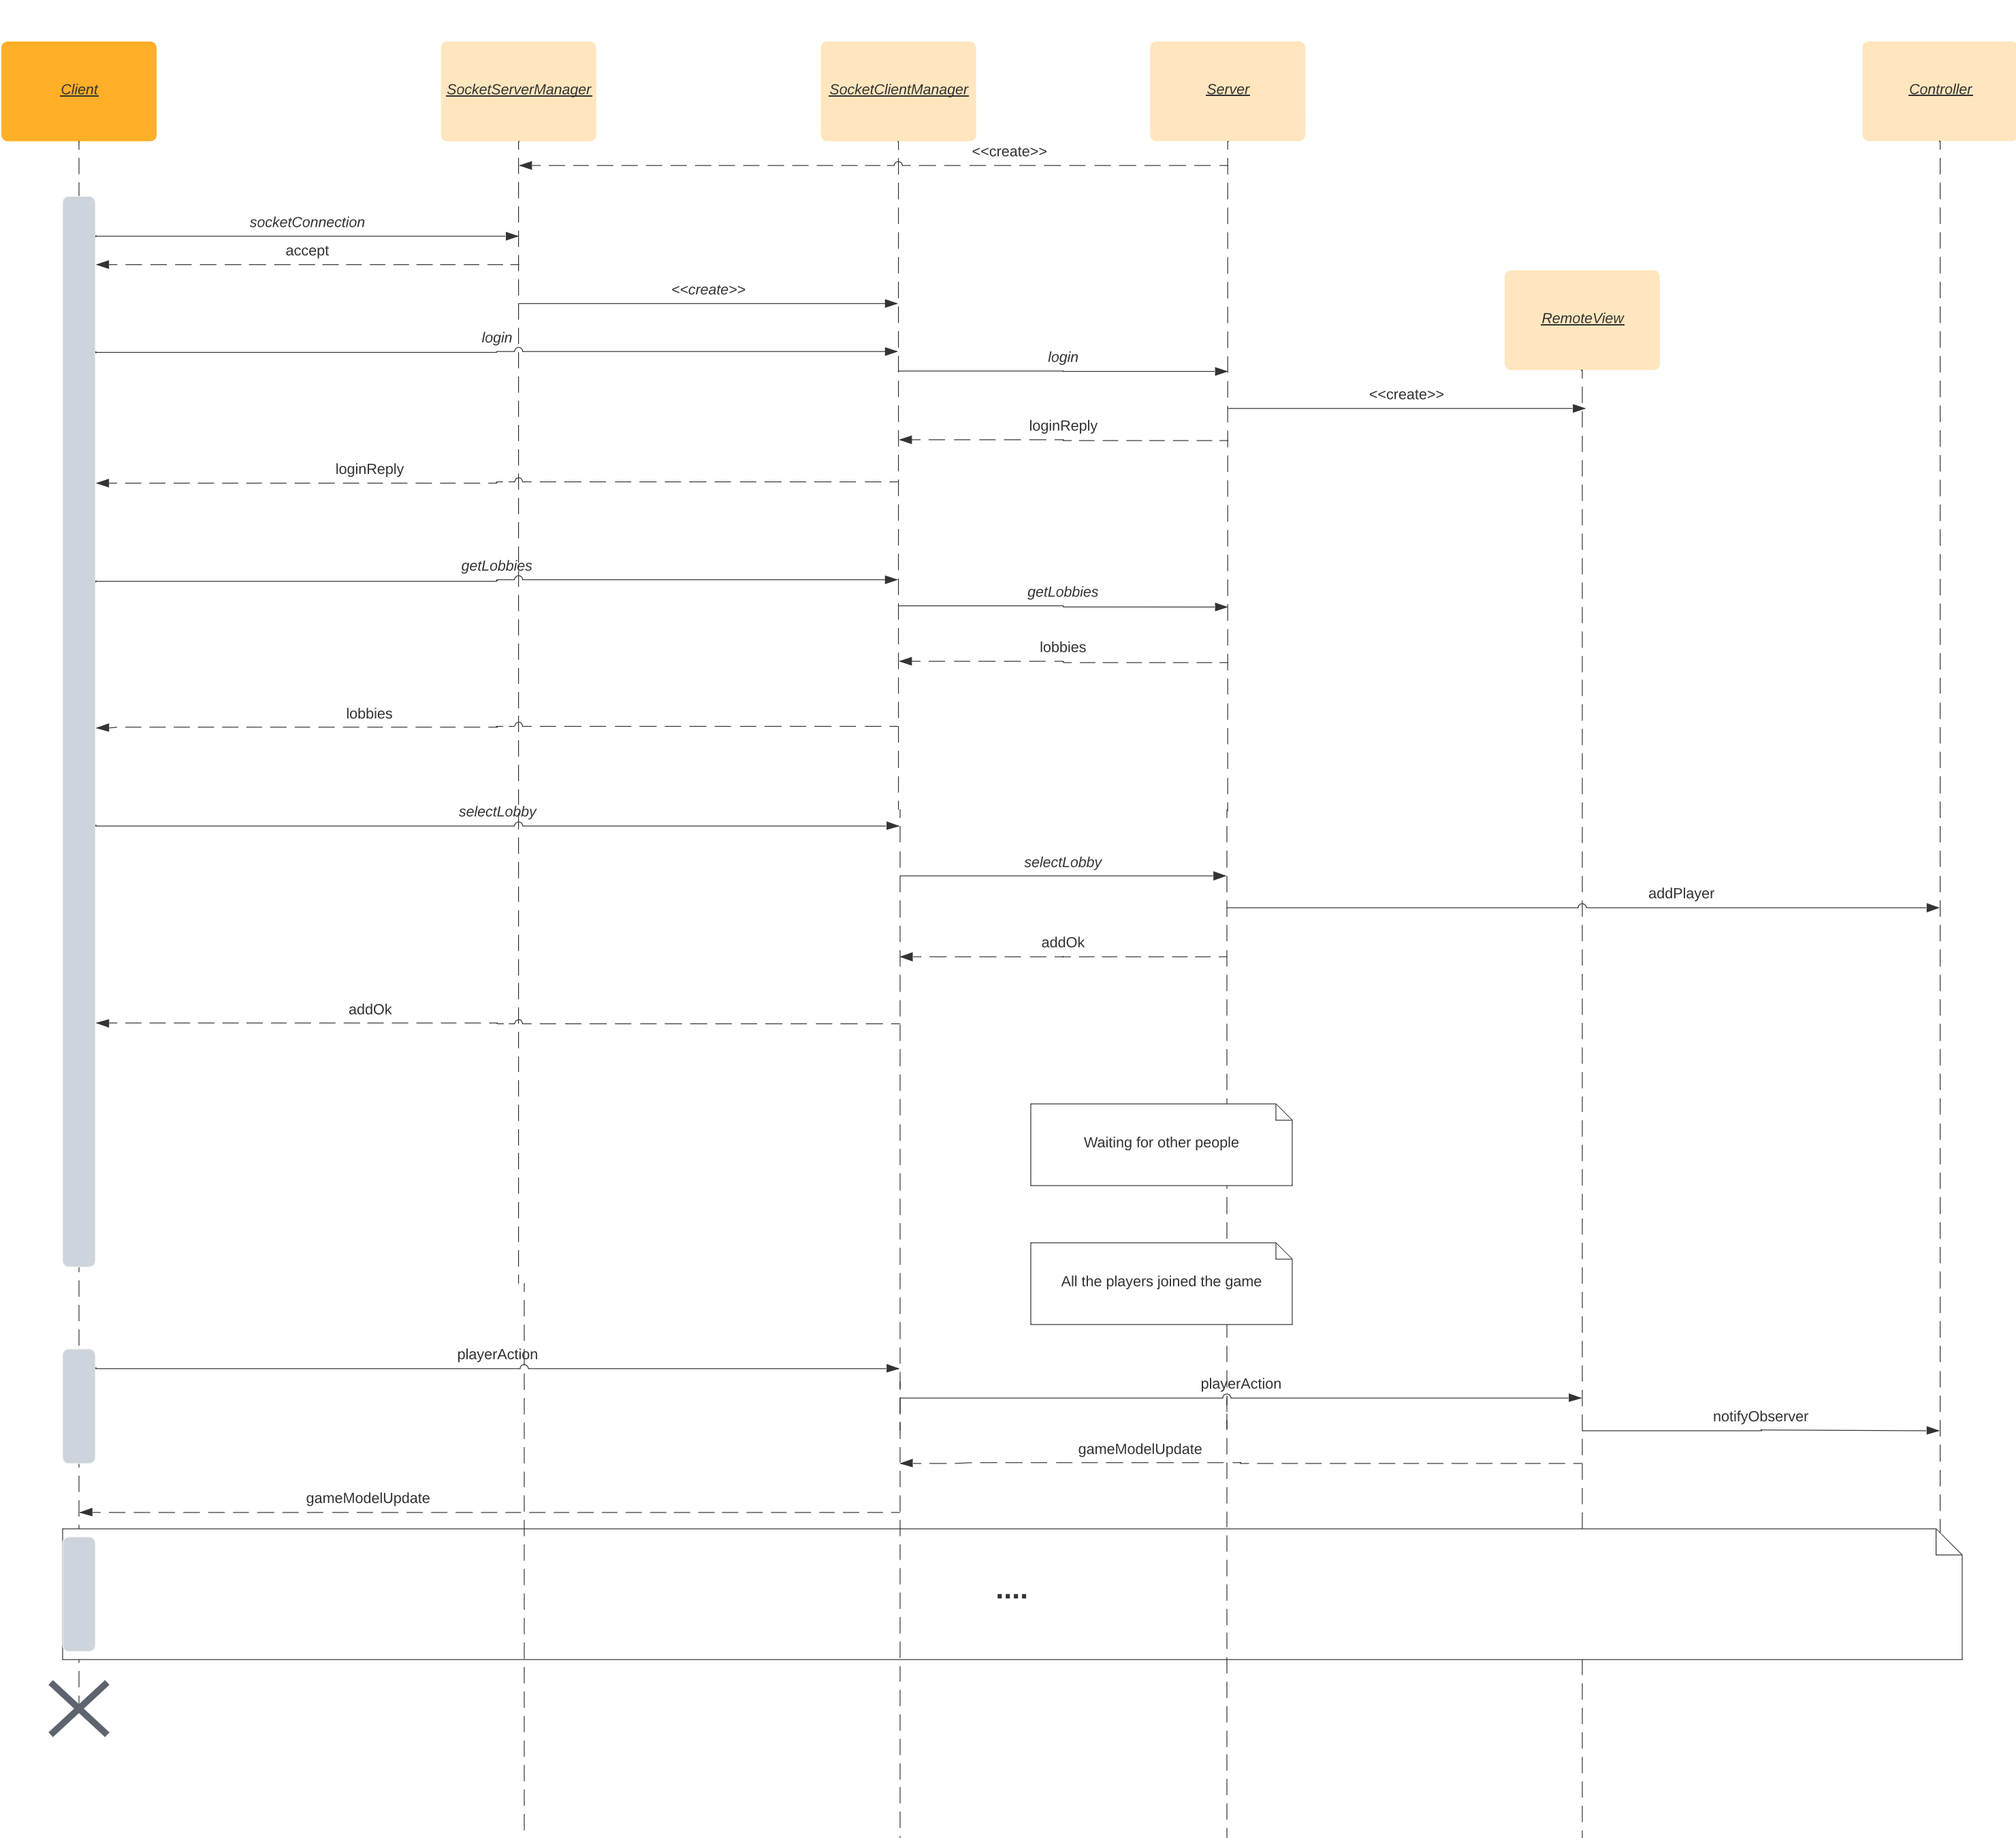 Client
SocketServerManager
SocketClientManager
Server
Controller
<<create>>
socketConnection
accept
<<create>>
RemoteView
login
login
<<create>>
loginReply
loginReply
getLobbies
getLobbies
lobbies
lobbies
selectLobby
selectLobby
addPlayer
addOk
addOk
Waiting for other people
All the players joined the game
playerAction
playerAction
notifyObserver
gameModelUpdate
gameModelUpdate
....